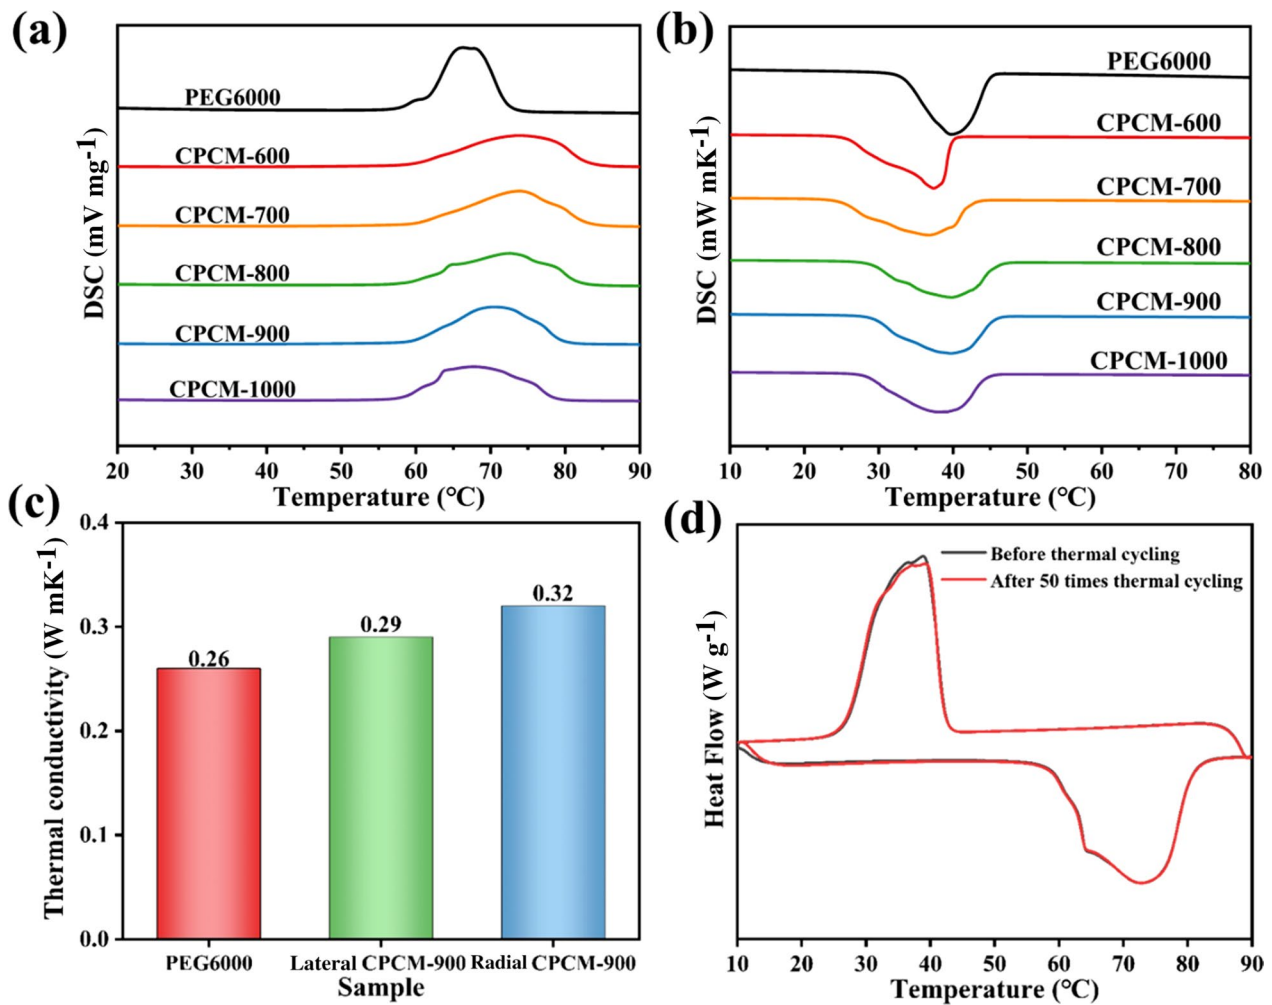 (a)
PEG6000
CPCM-600
CPCM-700
CPCM-800
CPCM-900
CPCM-1000
DSC (mV mg-1)
20 30 40 50 60 70 80 90
Temperature (℃)
(b)
PEG6000
CPCM-600
CPCM-700
CPCM-800
CPCM-900
CPCM-1000
DSC (mW mK-1)
10 20 30 40 50 60 70 80
Temperature (℃)
(c)
0.4
0.3
0.2
0.1
0.0
Thermal conductivity (W mK-1)
0.26
0.29
0.32
PEG6000 Lateral CPCM-900 Radial CPCM-900
Sample
(d)
Before thermal cycling
After 50 times thermal cycling
Heat Flow (W g-1)
10 20 30 40 50 60 70 80 90
Temperature (℃)